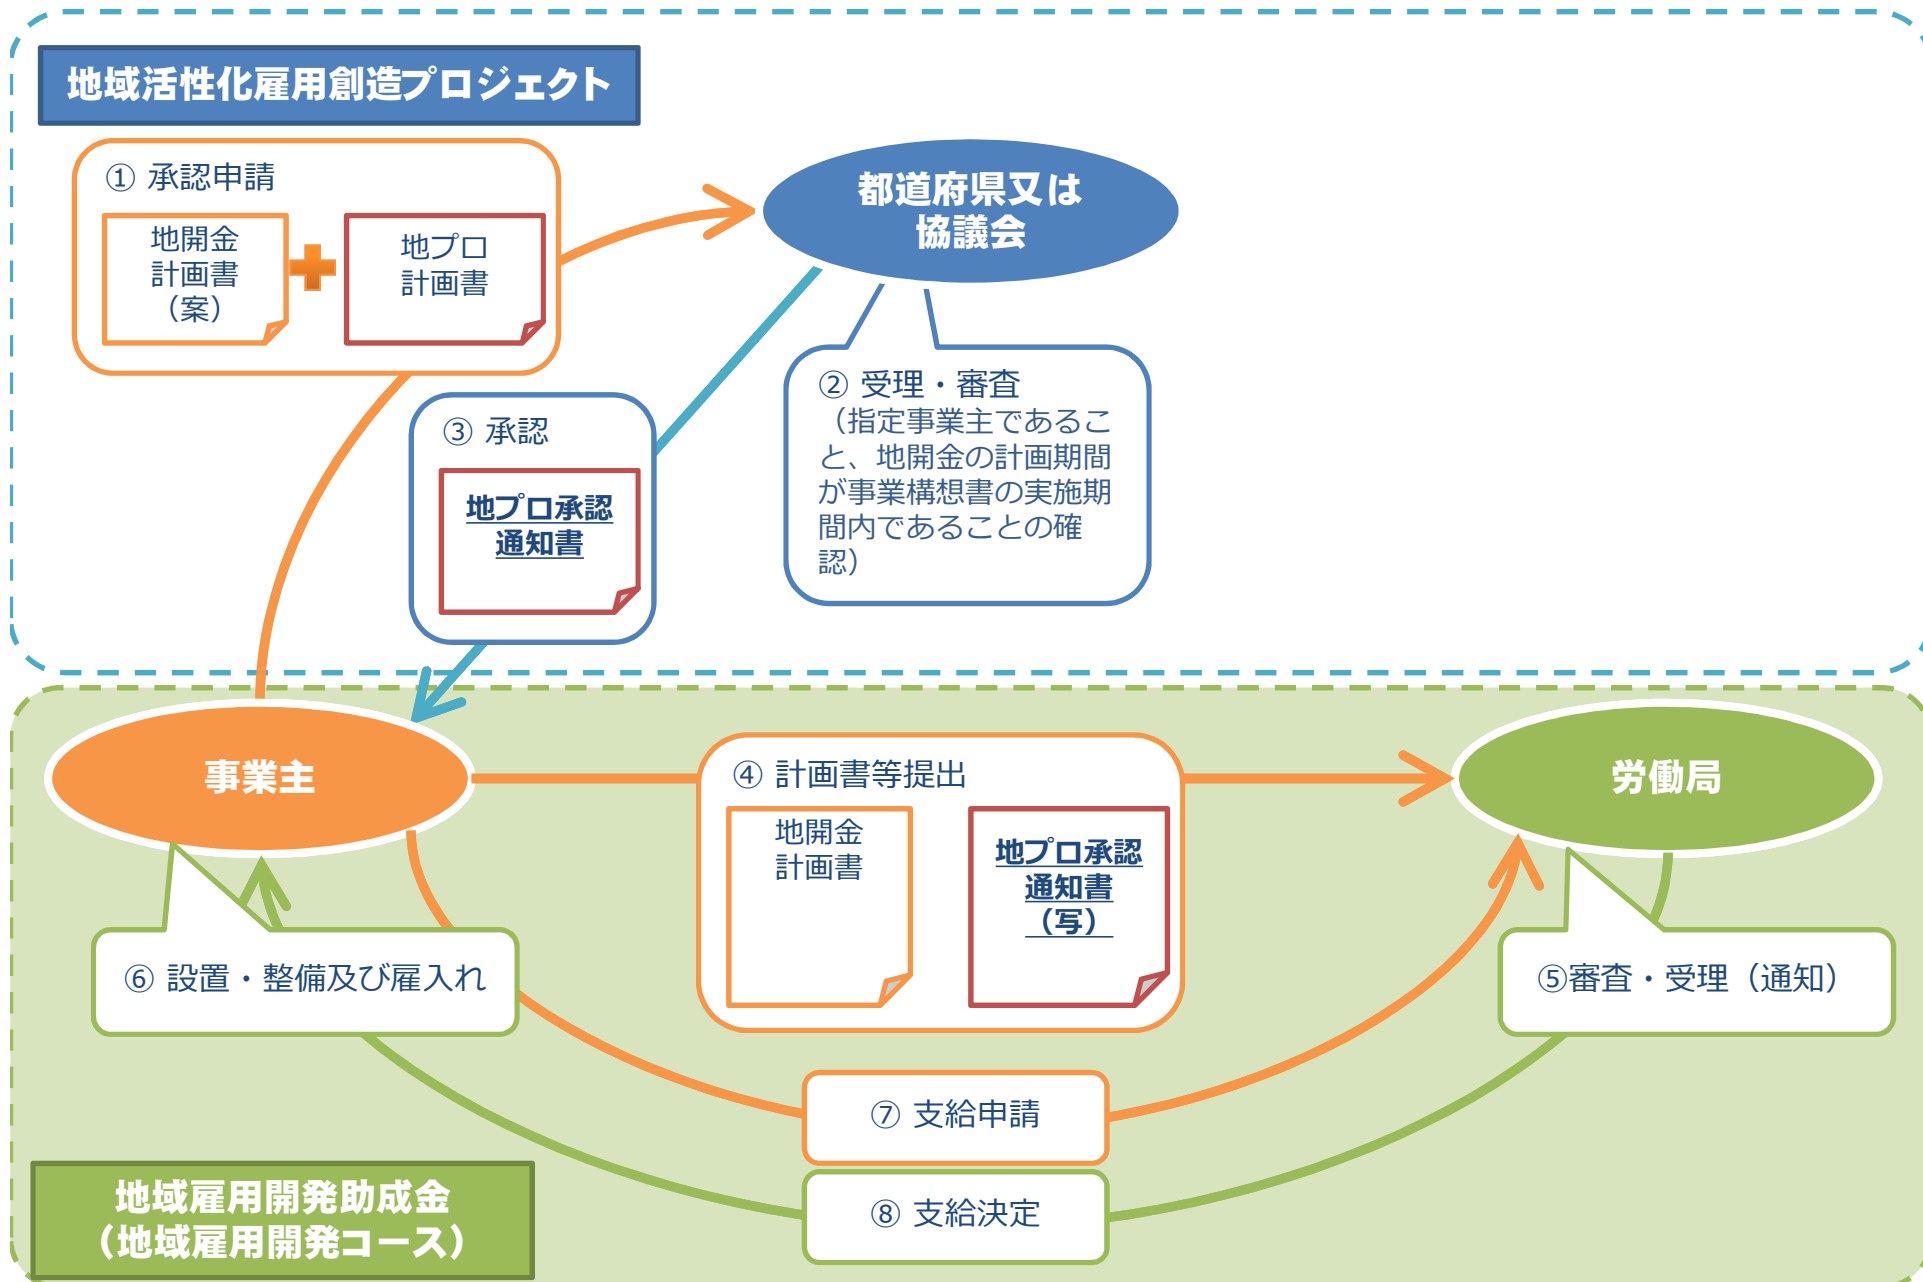 地域活性化雇用創造プロジェクト
① 承認申請
地開金
計画書
（案）
地プロ
計画書
都道府県又は
協議会
② 受理・審査
（指定事業主であるこ
と、地開金の計画期間
が事業構想書の実施期
間内であることの確
認）
③ 承認
地プロ承認
通知書
事業主
④ 計画書等提出
地開金
計画書
地プロ承認
通知書
（写）
労働局
⑥ 設置・整備及び雇入れ
⑤審査・受理（通知）
⑦ 支給申請
⑧ 支給決定
地域雇用開発助成金
（地域雇用開発コース）